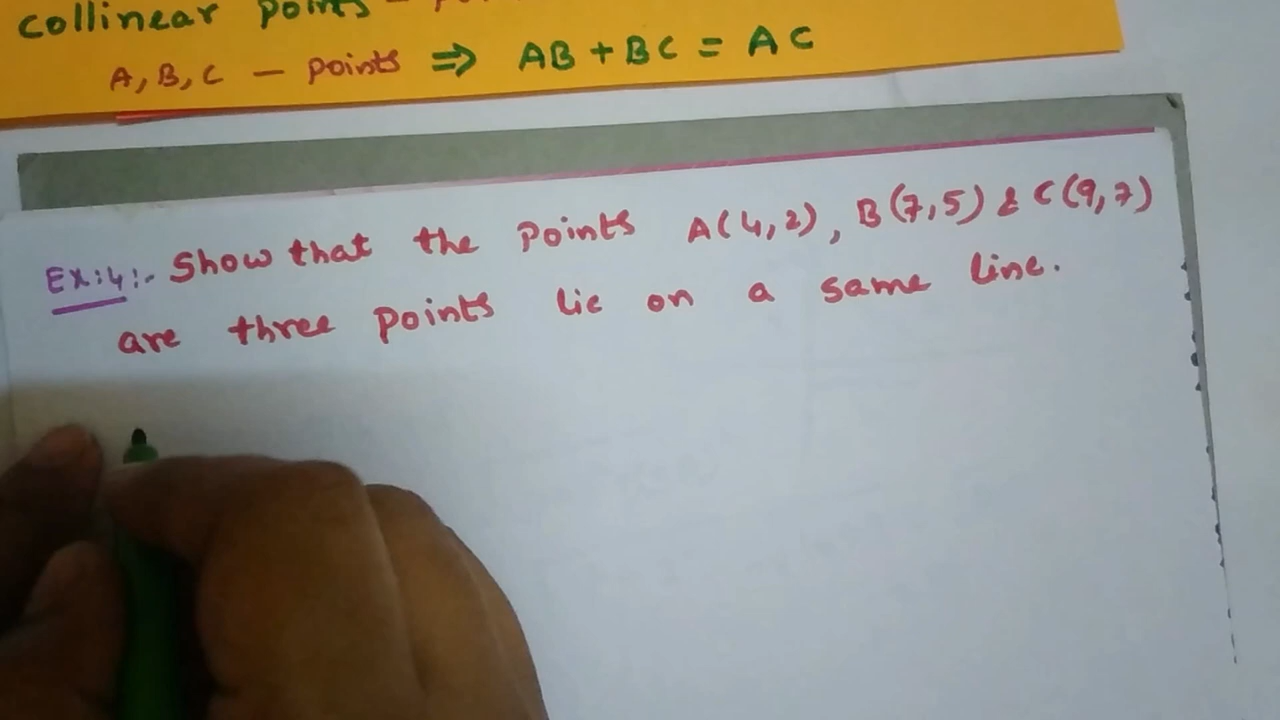 collinear points -
A, B, C — points ⇒ AB + BC = AC
Ex:4:- Show that the points A(4,2), B(7,5) & C(9,7)
are three points lie on a same line.